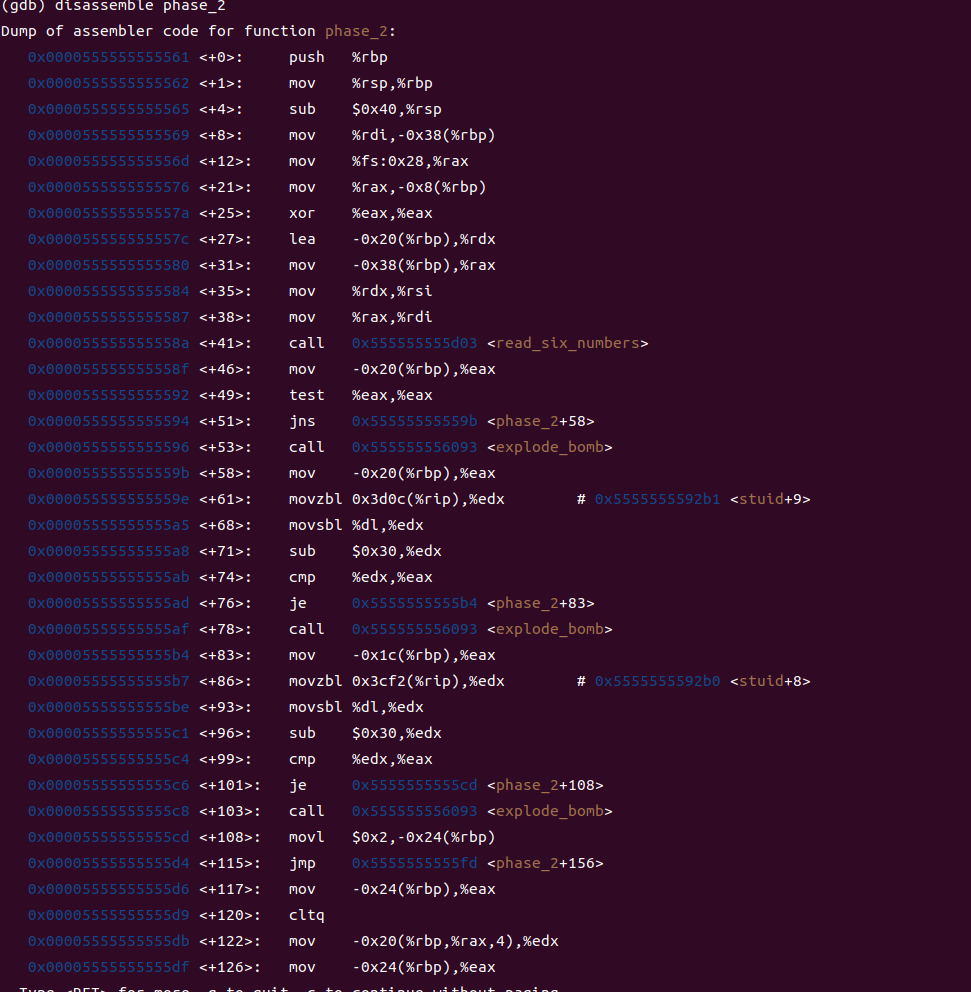 (gdb) disassemble phase_2
Dump of assembler code for function phase_2:
0x0000555555555561 <+0>: push %rbp
0x0000555555555562 <+1>: mov %rsp,%rbp
0x0000555555555565 <+4>: sub $0x40,%rsp
0x0000555555555569 <+8>: mov %rdi,-0x38(%rbp)
0x000055555555556d <+12>: mov %fs:0x28,%rax
0x0000555555555576 <+21>: mov %rax,-0x8(%rbp)
0x000055555555557a <+25>: xor %eax,%eax
0x000055555555557c <+27>: lea -0x20(%rbp),%rdx
0x0000555555555580 <+31>: mov -0x38(%rbp),%rax
0x0000555555555584 <+35>: mov %rdx,%rsi
0x0000555555555587 <+38>: mov %rax,%rdi
0x000055555555558a <+41>: call 0x555555555d03 <read_six_numbers>
0x000055555555558f <+46>: mov -0x20(%rbp),%eax
0x0000555555555592 <+49>: test %eax,%eax
0x0000555555555594 <+51>: jns 0x55555555559b <phase_2+58>
0x0000555555555596 <+53>: call 0x555555556093 <explode_bomb>
0x000055555555559b <+58>: mov -0x20(%rbp),%eax
0x000055555555559e <+61>: movzbl 0x3d0c(%rip),%edx # 0x5555555592b1 <stuid+9>
0x00005555555555a5 <+68>: movsbl %dl,%edx
0x00005555555555a8 <+71>: sub $0x30,%edx
0x00005555555555ab <+74>: cmp %edx,%eax
0x00005555555555ad <+76>: je 0x5555555555b4 <phase_2+83>
0x00005555555555af <+78>: call 0x555555556093 <explode_bomb>
0x00005555555555b4 <+83>: mov -0x1c(%rbp),%eax
0x00005555555555b7 <+86>: movzbl 0x3cf2(%rip),%edx # 0x5555555592b0 <stuid+8>
0x00005555555555be <+93>: movsbl %dl,%edx
0x00005555555555c1 <+96>: sub $0x30,%edx
0x00005555555555c4 <+99>: cmp %edx,%eax
0x00005555555555c6 <+101>: je 0x5555555555cd <phase_2+108>
0x00005555555555c8 <+103>: call 0x555555556093 <explode_bomb>
0x00005555555555cd <+108>: movl $0x2,-0x24(%rbp)
0x00005555555555d4 <+115>: jmp 0x5555555555fd <phase_2+156>
0x00005555555555d6 <+117>: mov -0x24(%rbp),%eax
0x00005555555555d9 <+120>: cltq
0x00005555555555db <+122>: mov -0x20(%rbp,%rax,4),%edx
0x00005555555555df <+126>: mov -0x24(%rbp),%eax
--Type <RET> for more, q to quit, c to continue without paging--